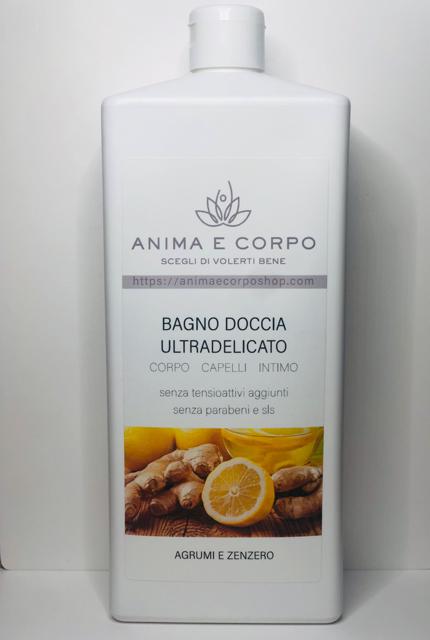 ANIMA E CORPO
SCEGLI DI VOLERTI BENE
https://animaecorposhop.com
BAGNO DOCCIA
ULTRADELICATO
CORPO CAPELLI INTIMO
senza tensioattivi aggiunti
senza parabeni e sls
AGRUMI E ZENZERO